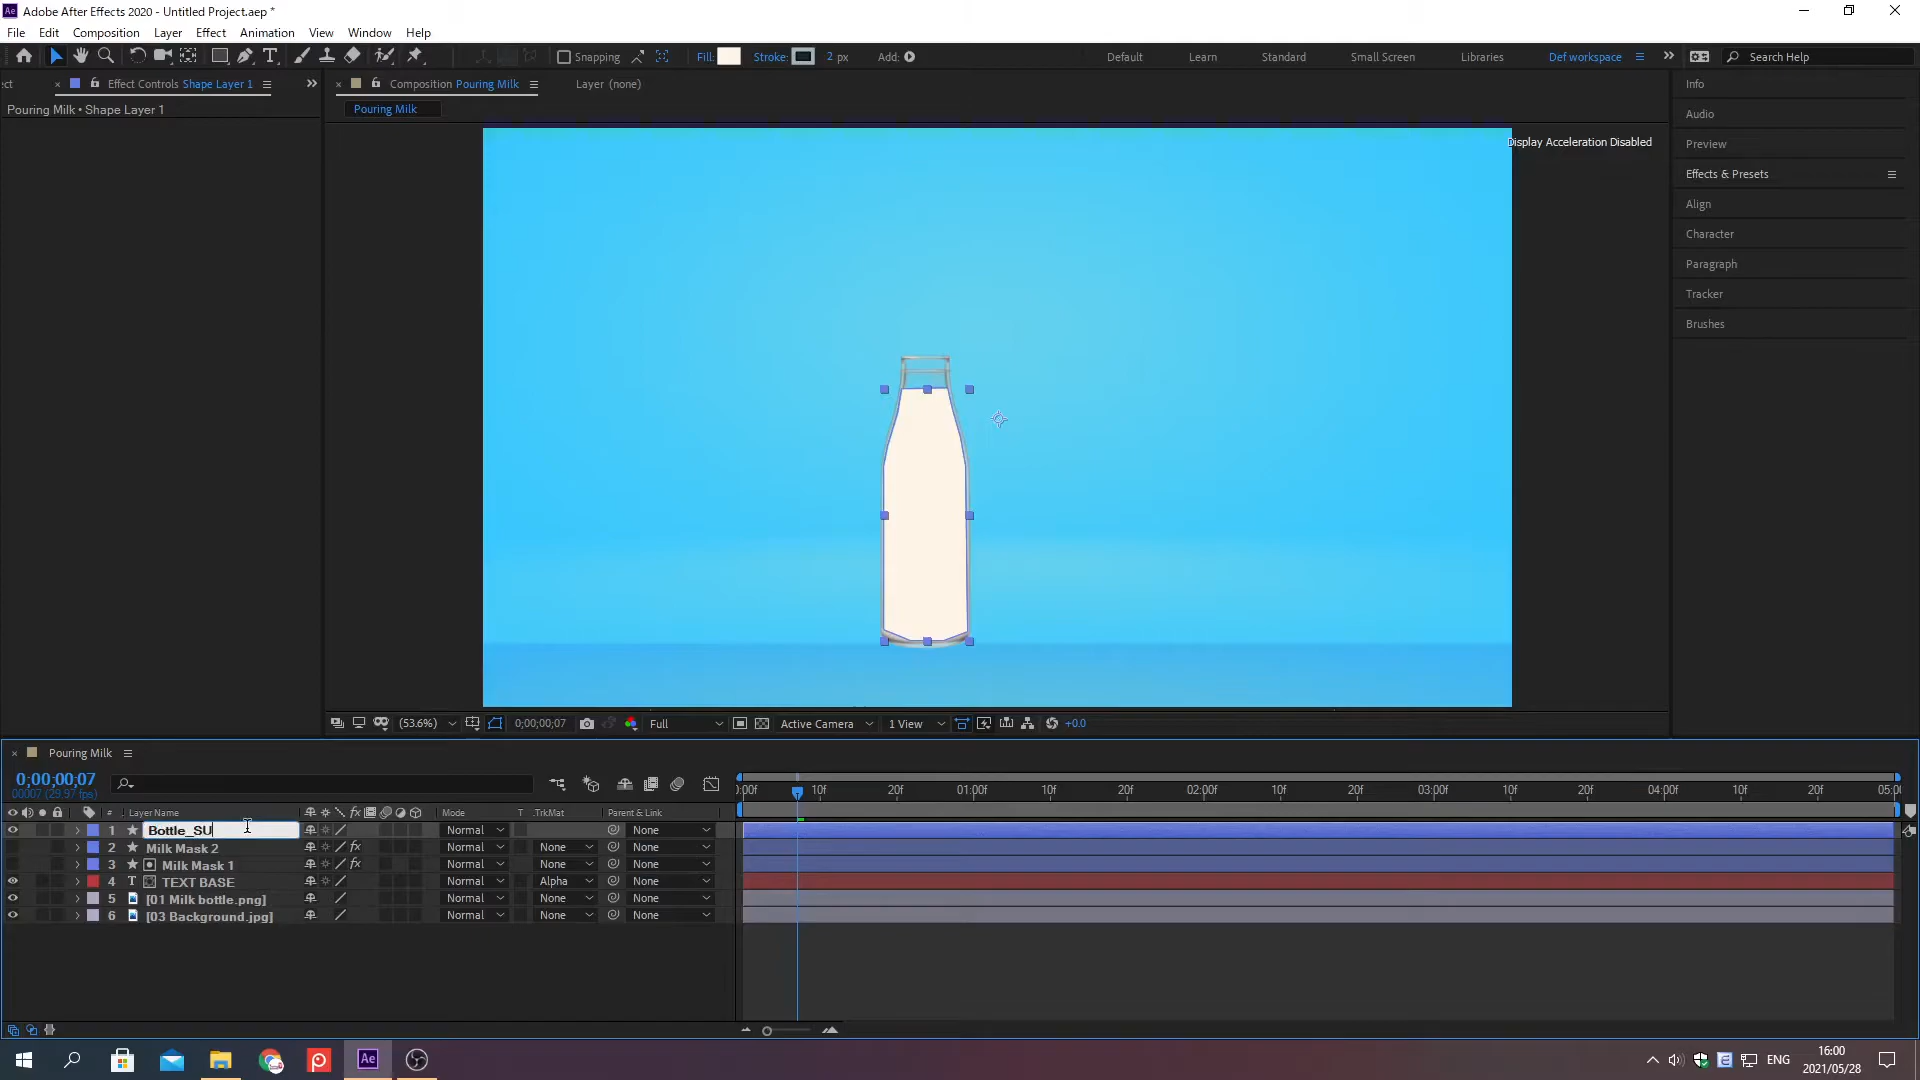 Adobe After Effects 2020 - Untitled Project.aep *
File Edit Composition Layer Effect Animation View Window Help
Snapping Fill: Stroke: 2 px Add: Default Learn Standard Small Screen Libraries Def workspace Search Help
ct Effect Controls Shape Layer 1 Composition Pouring Milk Layer (none) Info
Pouring Milk • Shape Layer 1 Pouring Milk Audio
Display Acceleration Disabled
Preview
Effects & Presets
Align
Character
Paragraph
Tracker
Brushes
(53.6%) 0;00;00;07 Full Active Camera 1 View +0.0
Pouring Milk
0;00;00;07
00007 (29.97 fps)
):00f 10f 20f 01:00f 10f 20f 02:00f 10f 20f 03:00f 10f 20f 04:00f 10f 20f 05:00
# Layer Name fx Mode T .TrkMat Parent & Link
1 Bottle_SU Normal None
2 Milk Mask 2 fx Normal None None
3 Milk Mask 1 fx Normal None None
4 T TEXT BASE Normal Alpha None
5 [01 Milk bottle.png] Normal None None
6 [03 Background.jpg] Normal None None
Ae ENG 16:00
2021/05/28